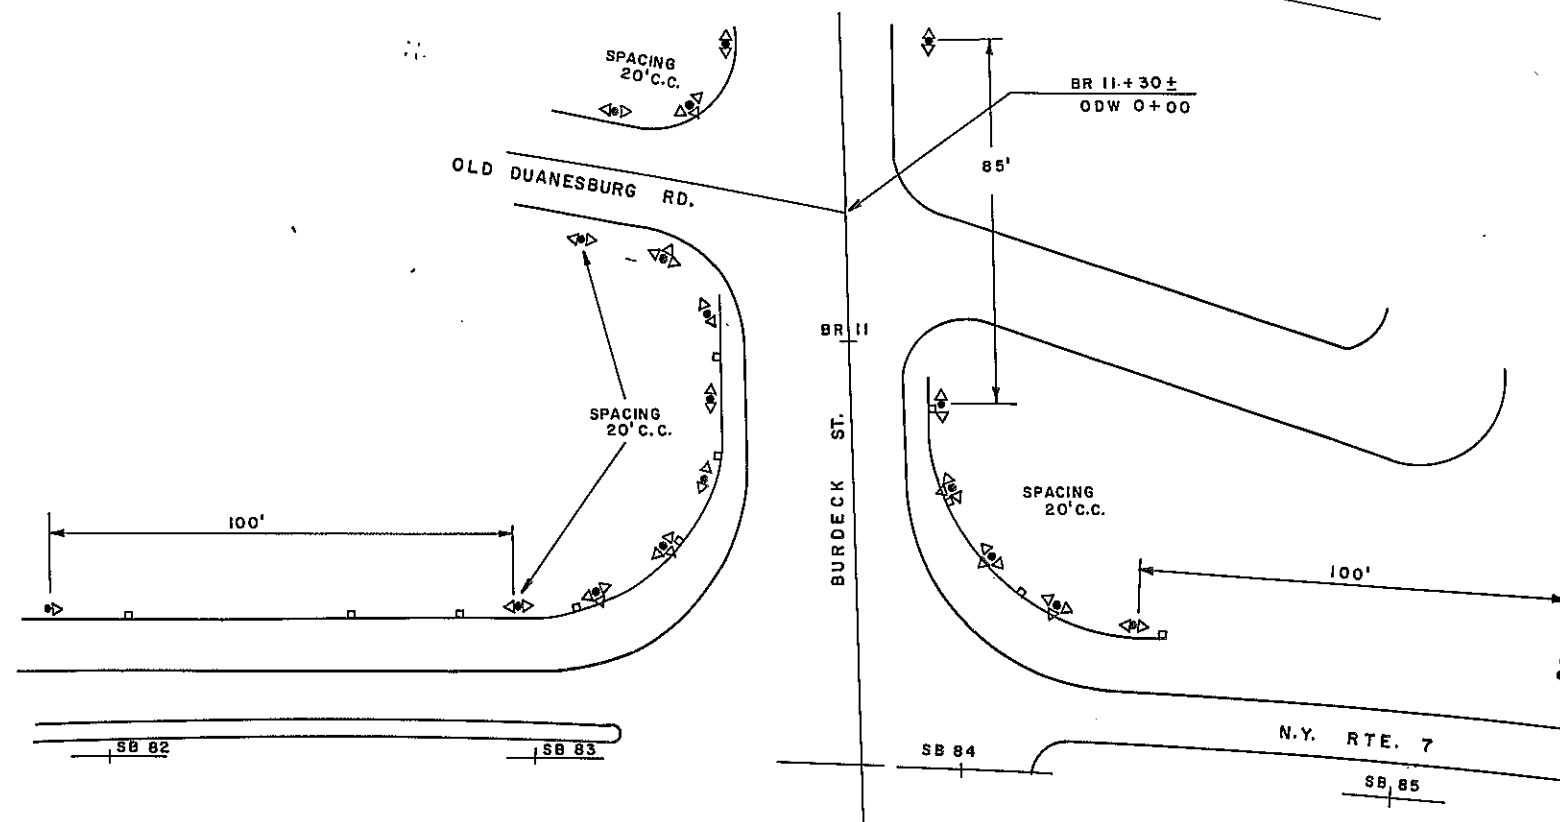 SPACING
20' C.C.
BR 11 + 30 ±
ODW 0 + 00
85'
OLD DUANESBURG RD.
BR 11
SPACING
20' C.C.
BURDECK ST.
SPACING
20' C.C.
100'
100'
N.Y. RTE. 7
SB 82
SB 83
SB 84
SB 85